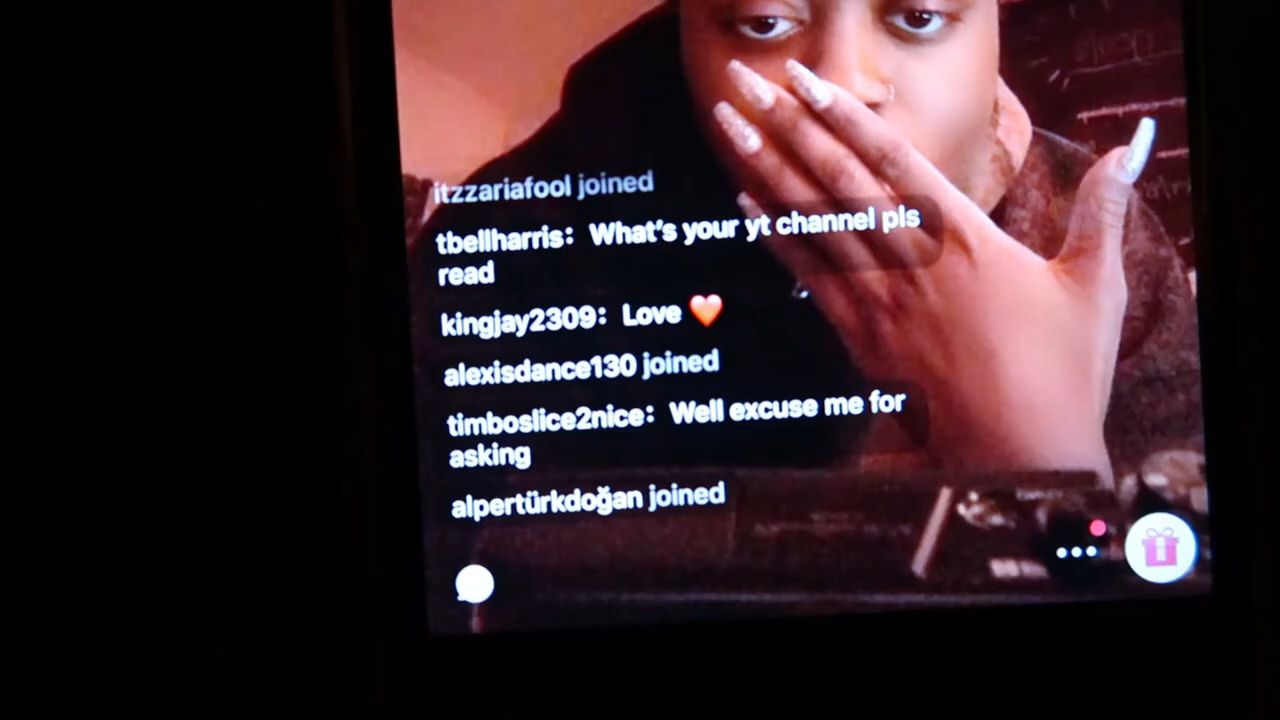 itzzariafool joined
tbellharris: What's your yt channel pls
read
kingjay2309: Love ❤️
alexisdance130 joined
timboslice2nice: Well excuse me for
asking
alpertürkdoğan joined